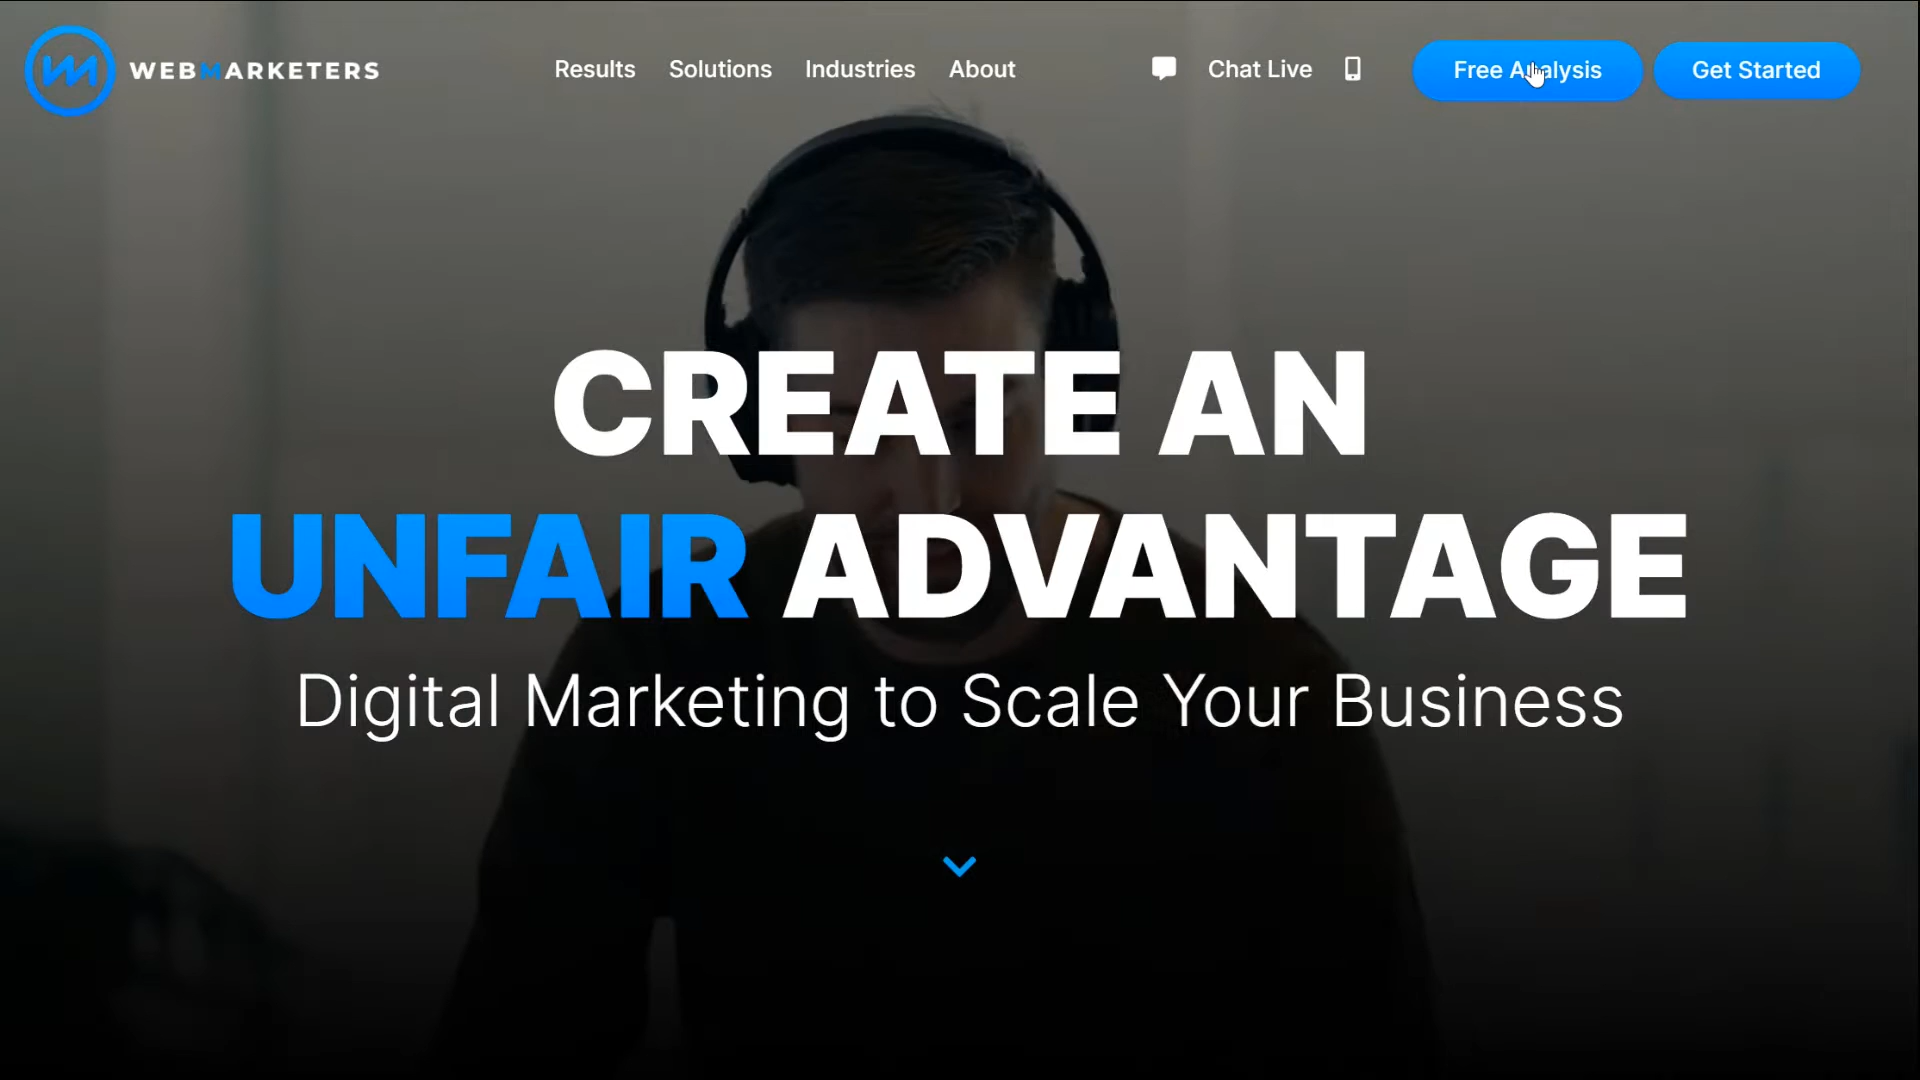 WEBMARKETERS
Results Solutions Industries About Chat Live Free Analysis Get Started
CREATE AN
UNFAIR ADVANTAGE
Digital Marketing to Scale Your Business